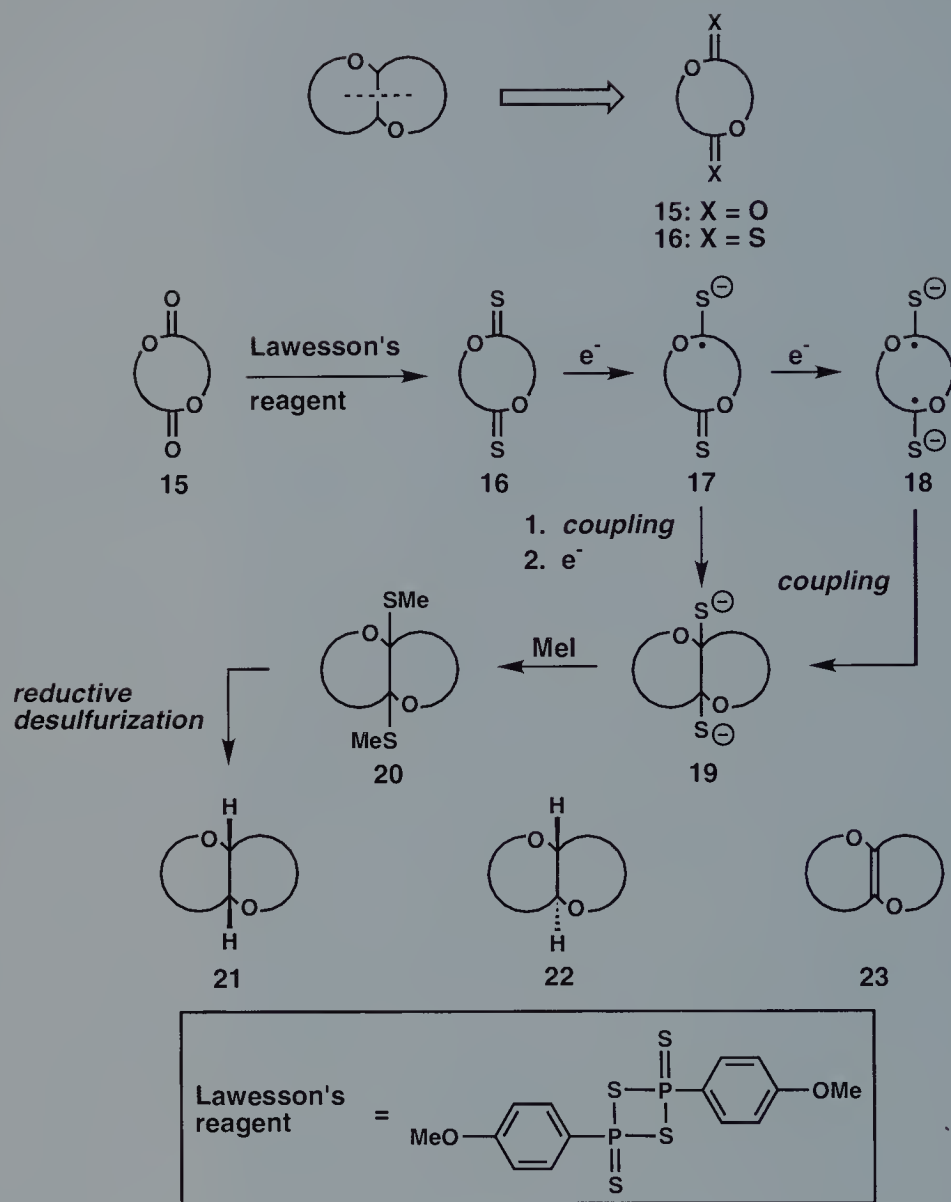 O
O
X
O
O
X
15: X = O
16: X = S
O
O
O
O
15
Lawesson's
reagent
S
O
O
S
16
e-
S⊖
O
•
O
S
17
e-
S⊖
O
•
•
O
S⊖
18
1. coupling
2. e-
coupling
SMe
O
O
MeS
20
MeI
S⊖
O
O
S⊖
19
reductive
desulfurization
H
O
O
H
21
H
O
O
H
22
O
O
23
Lawesson's
reagent
=
MeO
S
S
P
P
S
S
OMe